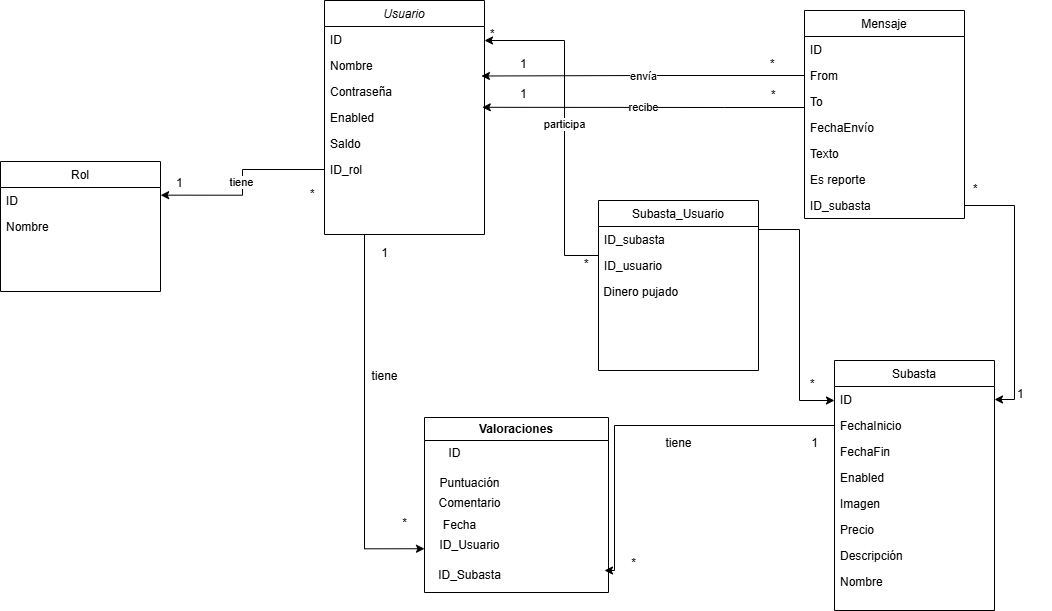 Usuario
ID
Nombre
Contraseña
Enabled
Saldo
ID_rol
Mensaje
ID
From
To
FechaEnvío
Texto
Es reporte
ID_subasta
*
1
*
envía
1
*
recibe
participa
Rol
ID
Nombre
1
tiene
*
*
Subasta_Usuario
ID_subasta
ID_usuario
Dinero pujado
*
1
tiene
*
1
Subasta
ID
FechaInicio
FechaFin
Enabled
Imagen
Precio
Descripción
Nombre
Valoraciones
ID
Puntuación
Comentario
Fecha
ID_Usuario
ID_Subasta
tiene
1
*
*